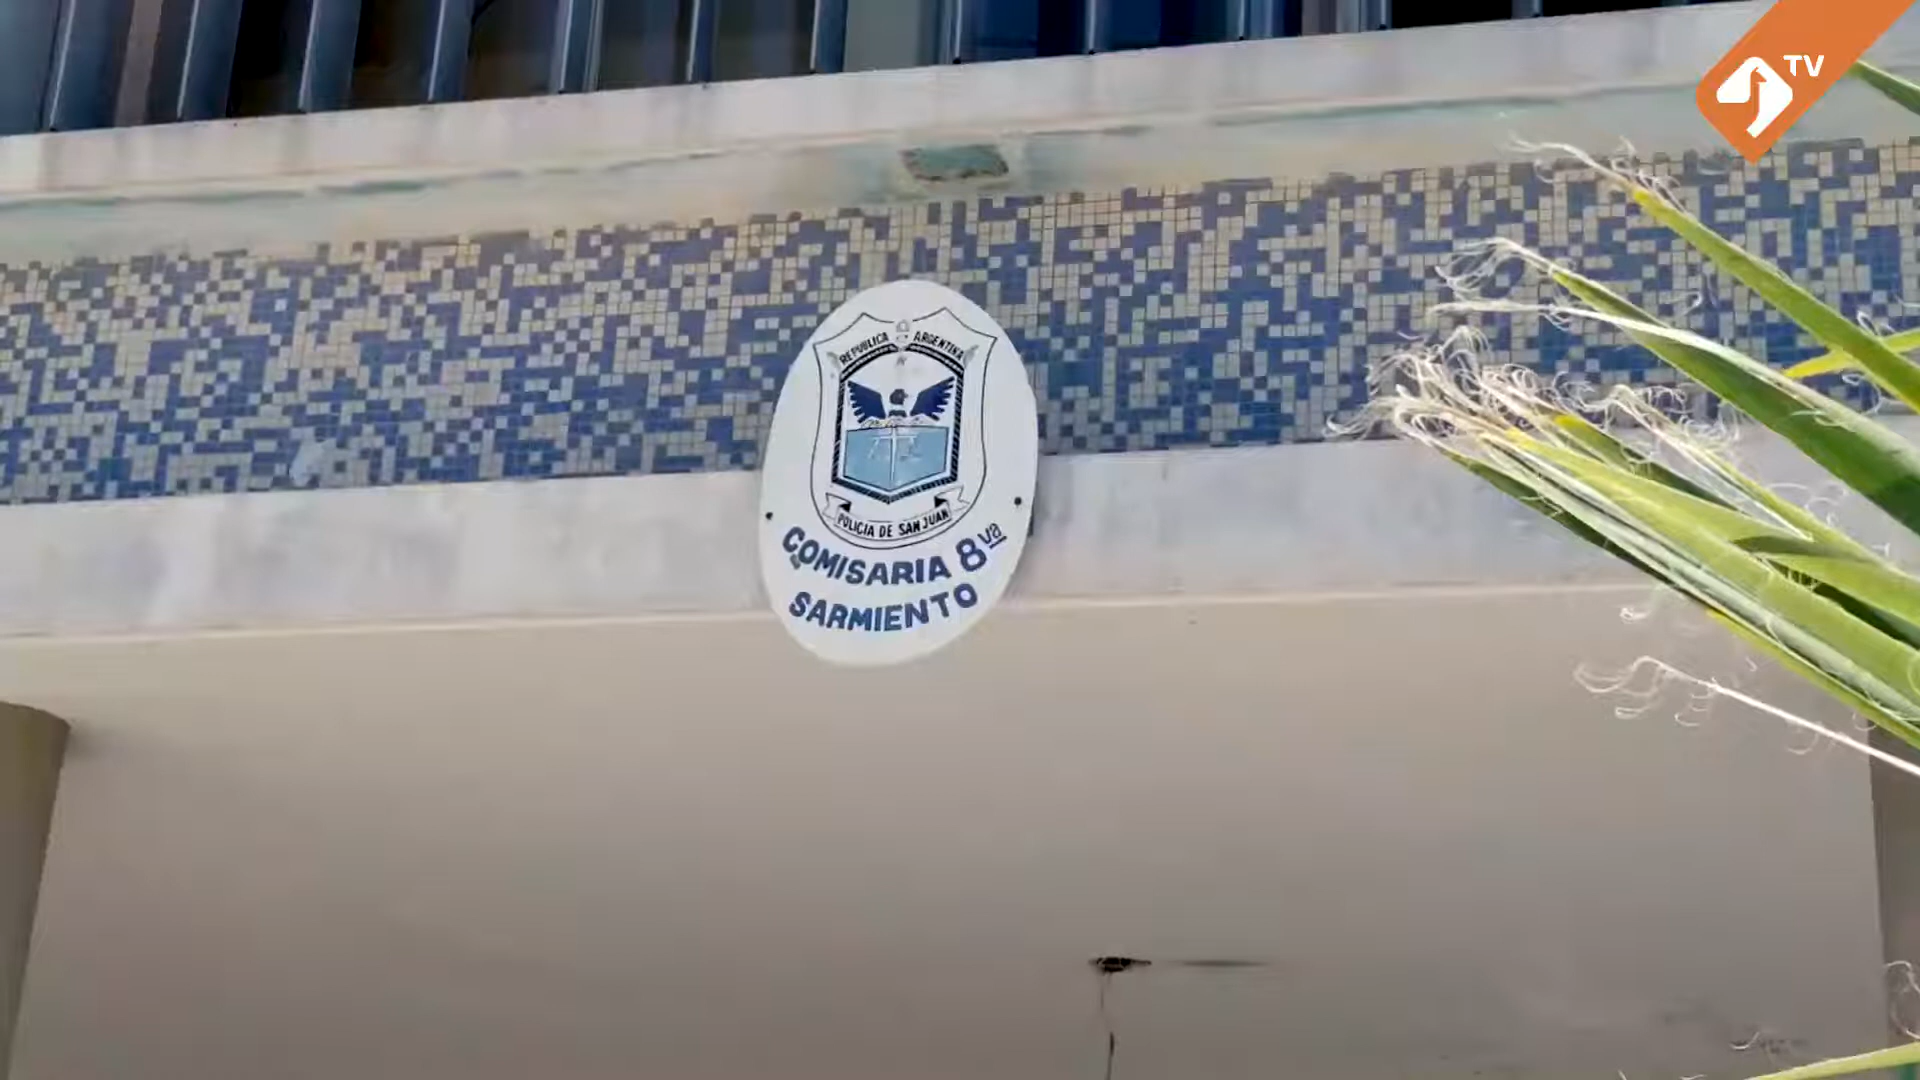 TV
REPUBLICA ARGENTINA
POLICIA DE SAN JUAN
COMISARIA 8va
SARMIENTO